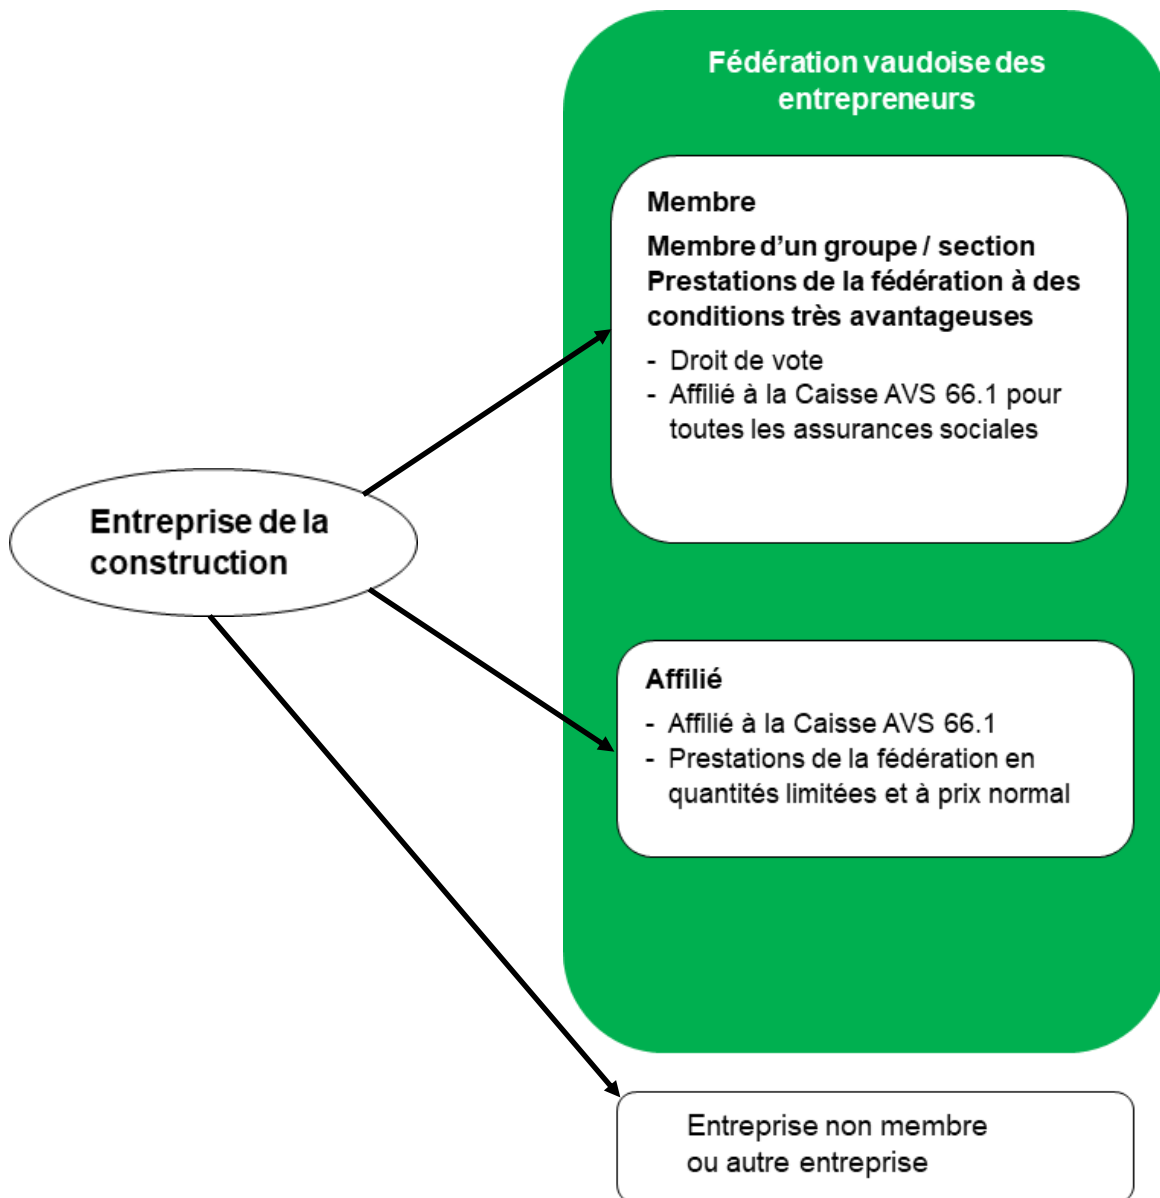 Fédération vaudoise des
entrepreneurs
Membre
Membre d’un groupe / section
Prestations de la fédération à des
conditions très avantageuses
- Droit de vote
- Affilié à la Caisse AVS 66.1 pour
toutes les assurances sociales
Entreprise de la
construction
Affilié
- Affilié à la Caisse AVS 66.1
- Prestations de la fédération en
quantités limitées et à prix normal
Entreprise non membre
ou autre entreprise